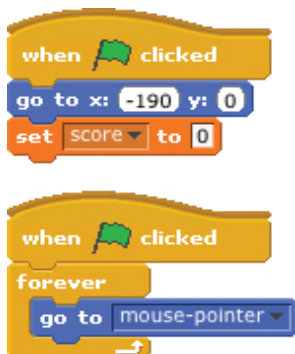 when clicked
go to x: -190 y: 0
set score to 0
when clicked
forever
go to mouse-pointer